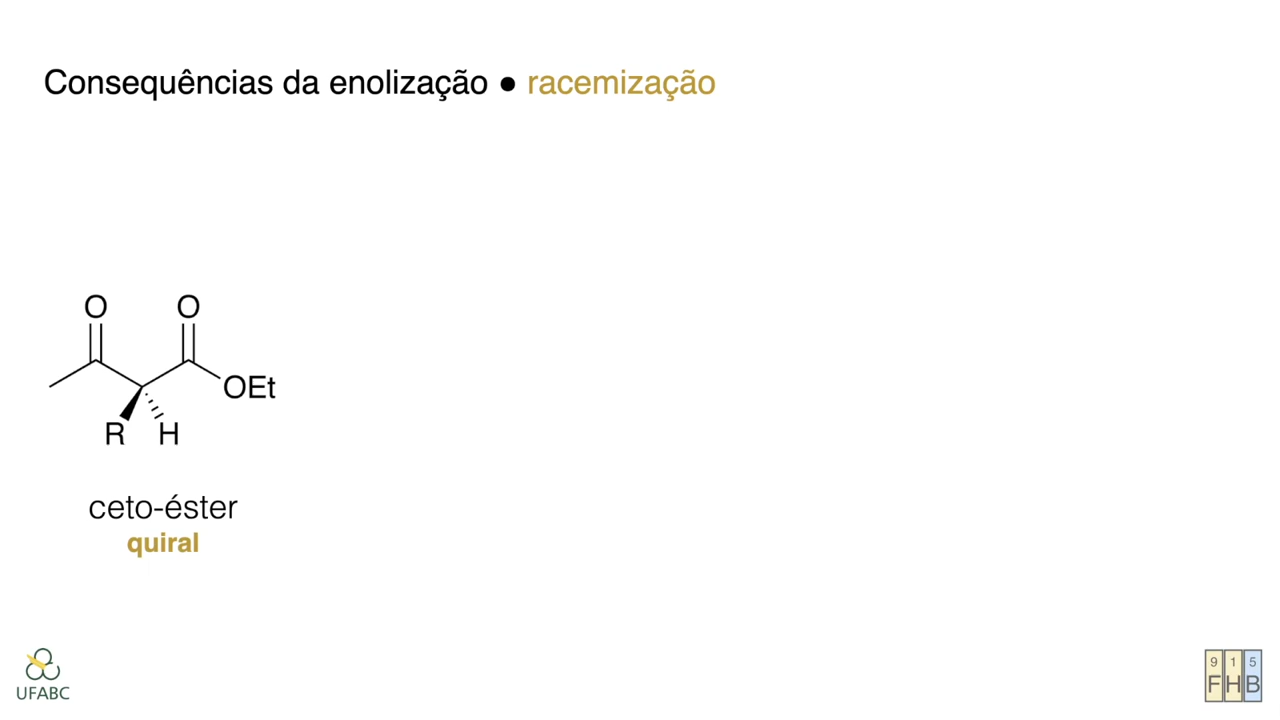 Consequências da enolização ● racemização
O O
OEt
R H
ceto-éster
quiral
UFABC
9 1 5
F H B